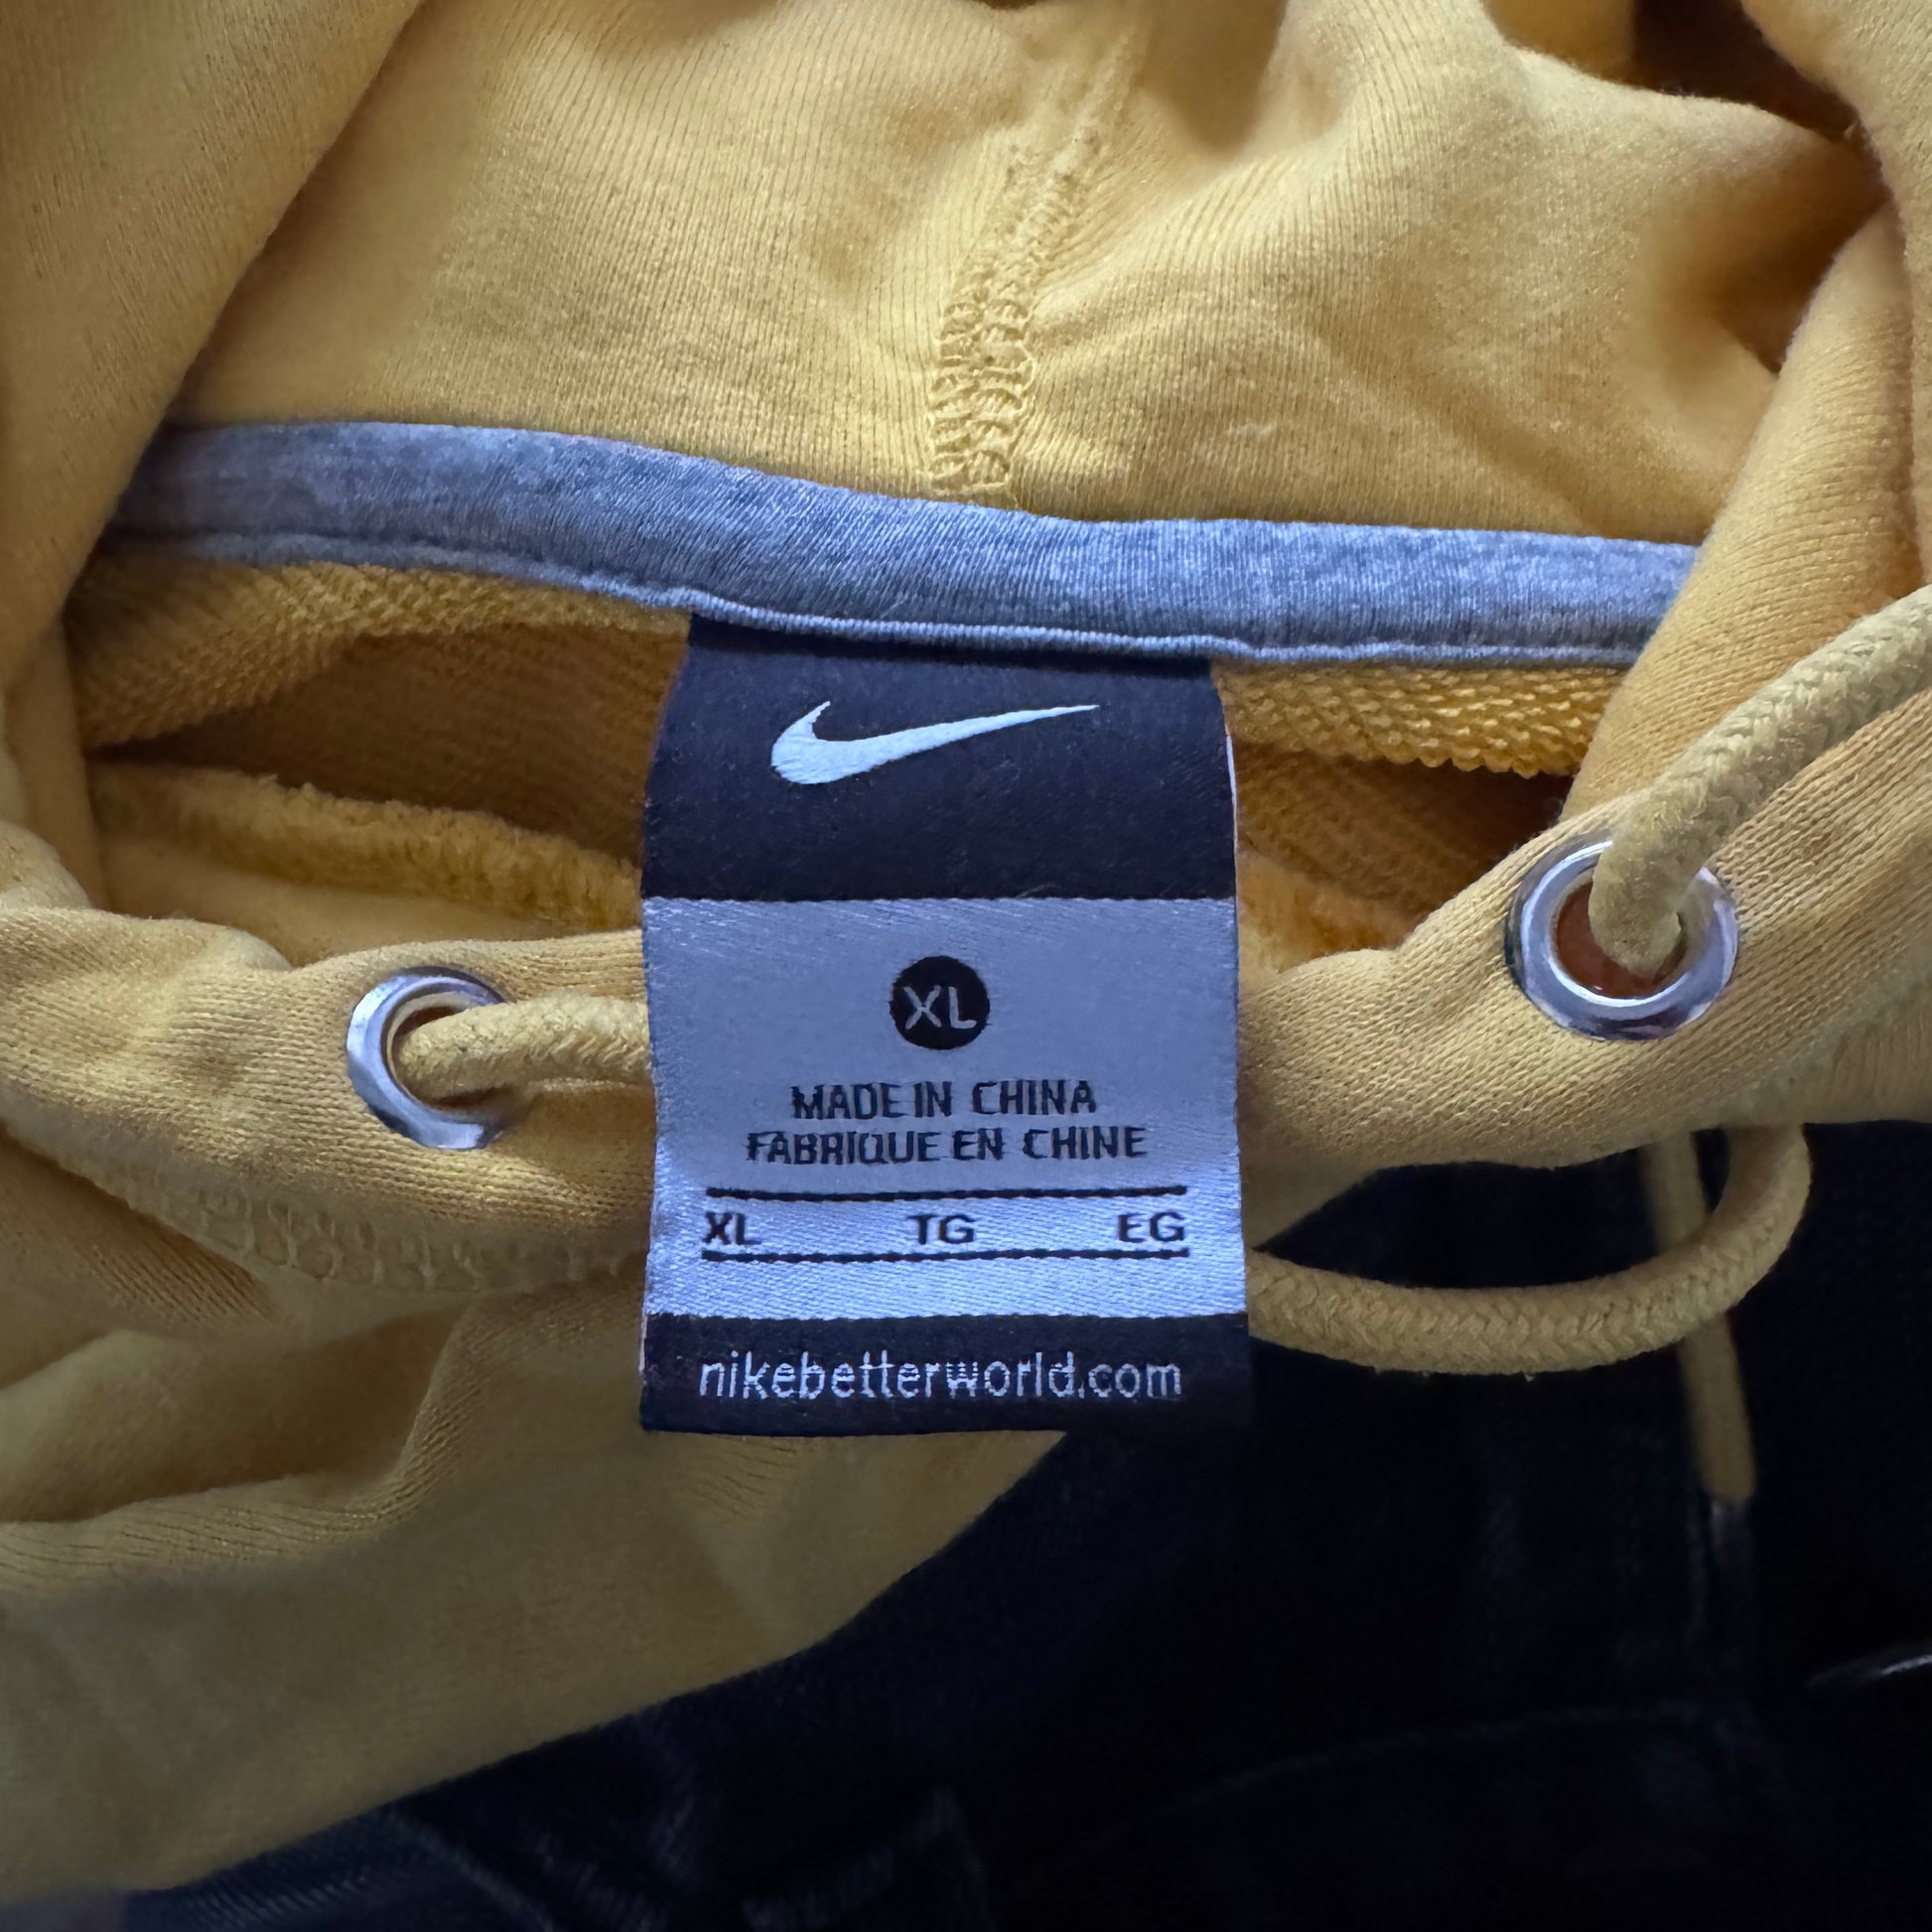 XL
MADE IN CHINA
FABRIQUE EN CHINE
XL TG EG
nikebetterworld.com